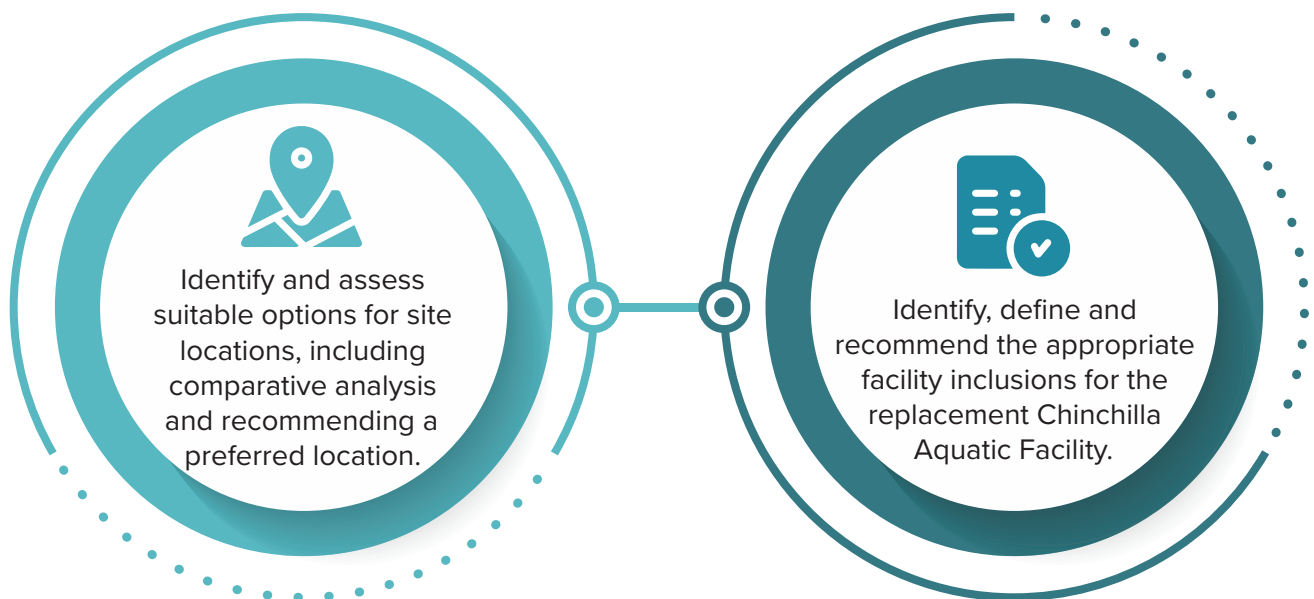 Identify and assess
suitable options for site
locations, including
comparative analysis
and recommending a
preferred location.
Identify, define and
recommend the appropriate
facility inclusions for the
replacement Chinchilla
Aquatic Facility.